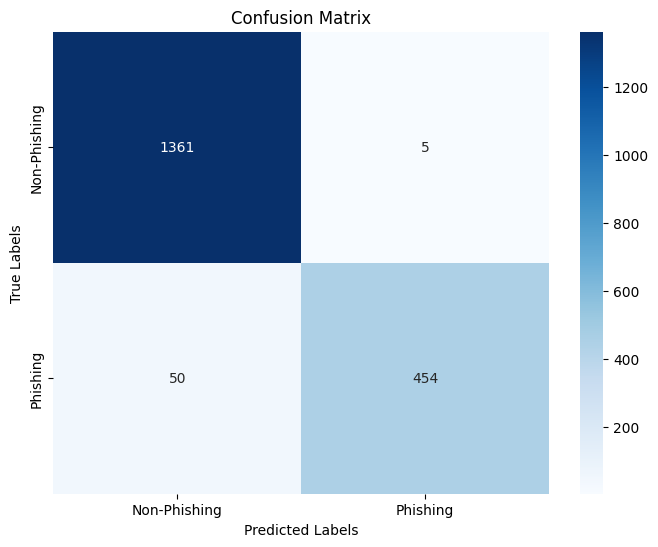 Confusion Matrix
Non-Phishing
Phishing
True Labels
1361
5
50
454
Non-Phishing
Phishing
Predicted Labels
1200
1000
800
600
400
200